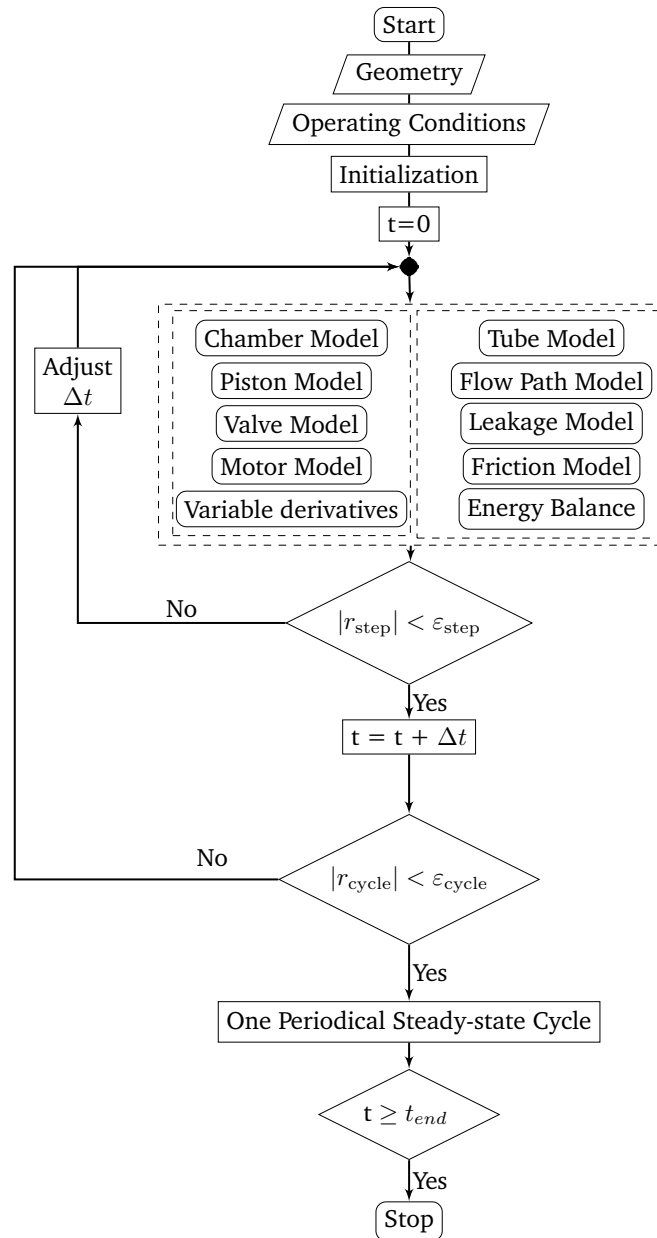 Start
Geometry
Operating Conditions
Initialization
t=0
Chamber Model
Piston Model
Valve Model
Motor Model
Variable derivatives
Tube Model
Flow Path Model
Leakage Model
Friction Model
Energy Balance
Adjust
Δt
No
|r_step| < ε_step
Yes
t = t + Δt
No
|r_cycle| < ε_cycle
Yes
One Periodical Steady-state Cycle
t ≥ t_end
Yes
Stop